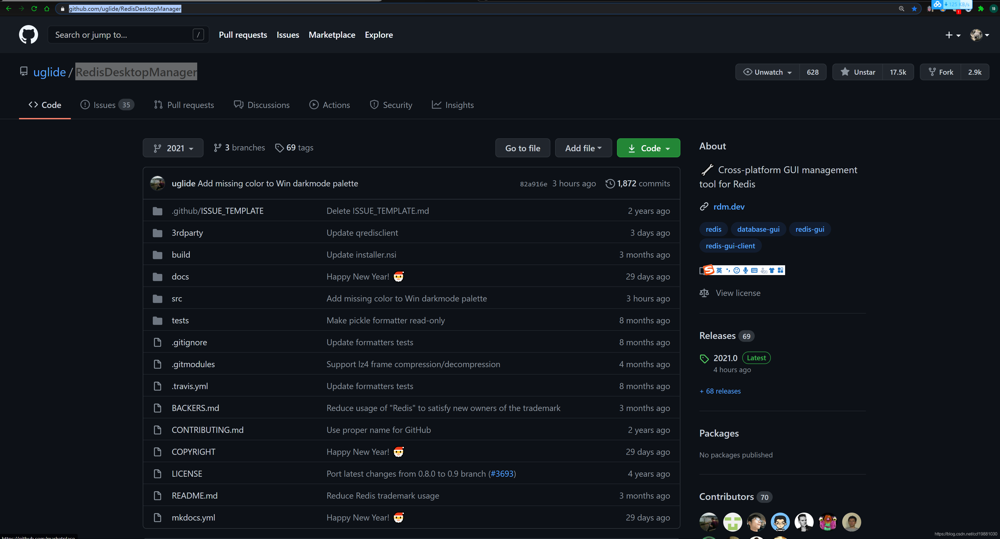 github.com/uglide/RedisDesktopManager
125 KB/s
锋
Search or jump to...
/
Pull requests Issues Marketplace Explore
uglide / RedisDesktopManager
Unwatch 628 Unstar 17.5k Fork 2.9k
Code Issues 35 Pull requests Discussions Actions Security Insights
2021 3 branches 69 tags Go to file Add file Code
uglide Add missing color to Win darkmode palette 82a916e 3 hours ago 1,872 commits
.github/ISSUE_TEMPLATE Delete ISSUE_TEMPLATE.md 2 years ago
3rdparty Update qredisclient 3 days ago
build Update installer.nsi 3 months ago
docs Happy New Year! 🎅 29 days ago
src Add missing color to Win darkmode palette 3 hours ago
tests Make pickle formatter read-only 8 months ago
.gitignore Update formatters tests 8 months ago
.gitmodules Support lz4 frame compression/decompression 4 months ago
.travis.yml Update formatters tests 8 months ago
BACKERS.md Reduce usage of "Redis" to satisfy new owners of the trademark 3 months ago
CONTRIBUTING.md Use proper name for GitHub 2 years ago
COPYRIGHT Happy New Year! 🎅 29 days ago
LICENSE Port latest changes from 0.8.0 to 0.9 branch (#3693) 4 years ago
README.md Reduce Redis trademark usage 3 months ago
mkdocs.yml Happy New Year! 🎅 29 days ago
About
Cross-platform GUI management
tool for Redis
rdm.dev
redis database-gui redis-gui
redis-gui-client
S 英
View license
Releases 69
2021.0 Latest
4 hours ago
+ 68 releases
Packages
No packages published
Contributors 70
https://github.com/marketplace
https://blog.csdn.net/ccf19881030